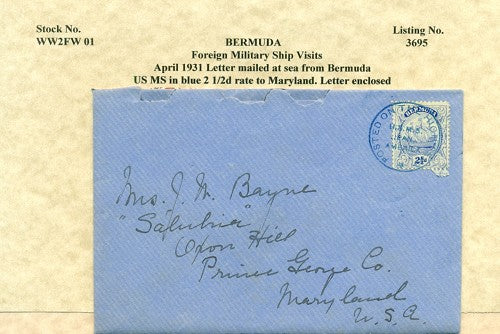 Stock No.
WW2FW 01
BERMUDA
Listing No.
3695
Foreign Military Ship Visits
April 1931 Letter mailed at sea from Bermuda
US MS in blue 2 1/2d rate to Maryland. Letter enclosed
POSTED ON THE
BERMUDA
2½d
Mrs. J. M. Bayne
"Salubria"
Oxon Hill
Prince George Co.
Maryland
U.S.A.